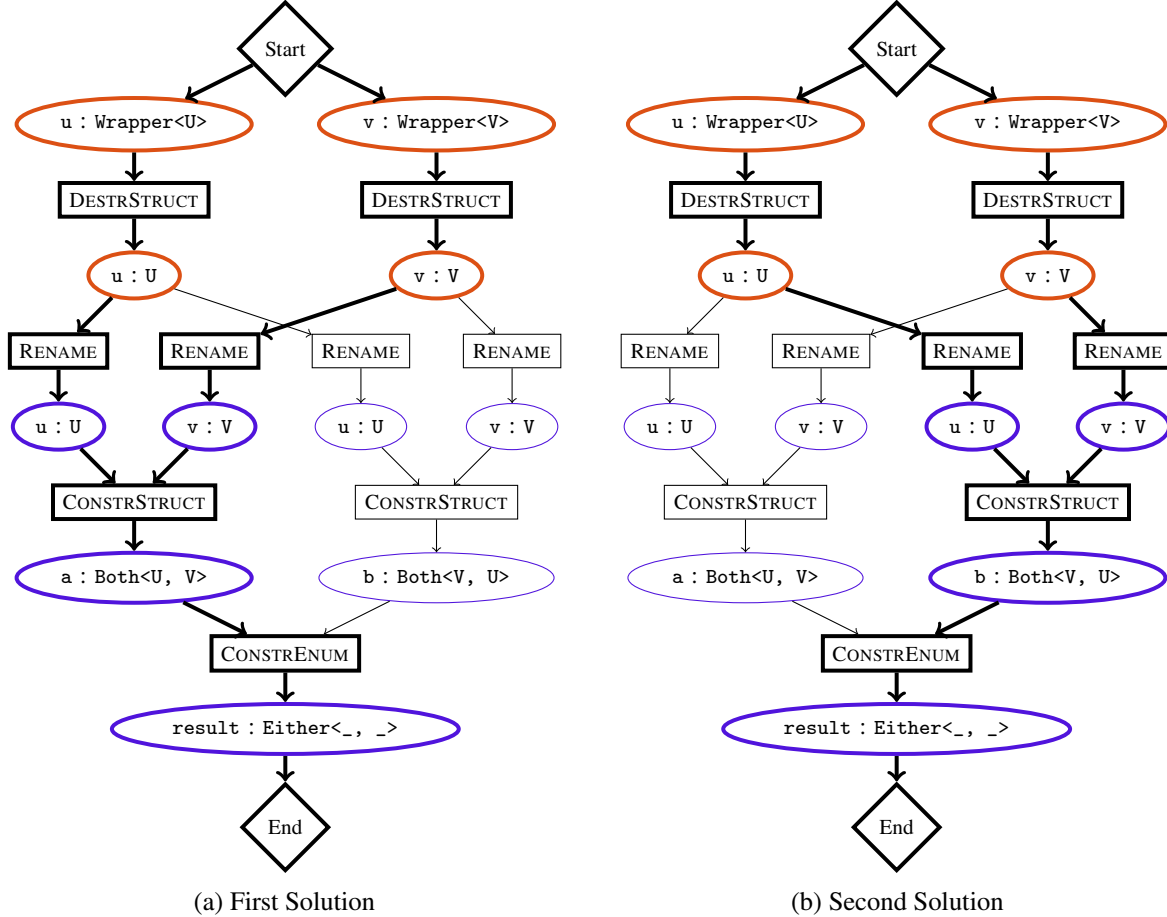 Start
u : Wrapper<U>
v : Wrapper<V>
DESTRSTRUCT
DESTRSTRUCT
u : U
v : V
RENAME
RENAME
RENAME
RENAME
u : U
v : V
u : U
v : V
CONSTRSTRUCT
CONSTRSTRUCT
a : Both<U, V>
b : Both<V, U>
CONSTRENUM
result : Either<_, _>
End
(a) First Solution
Start
u : Wrapper<U>
v : Wrapper<V>
DESTRSTRUCT
DESTRSTRUCT
u : U
v : V
RENAME
RENAME
RENAME
RENAME
u : U
v : V
u : U
v : V
CONSTRSTRUCT
CONSTRSTRUCT
a : Both<U, V>
b : Both<V, U>
CONSTRENUM
result : Either<_, _>
End
(b) Second Solution